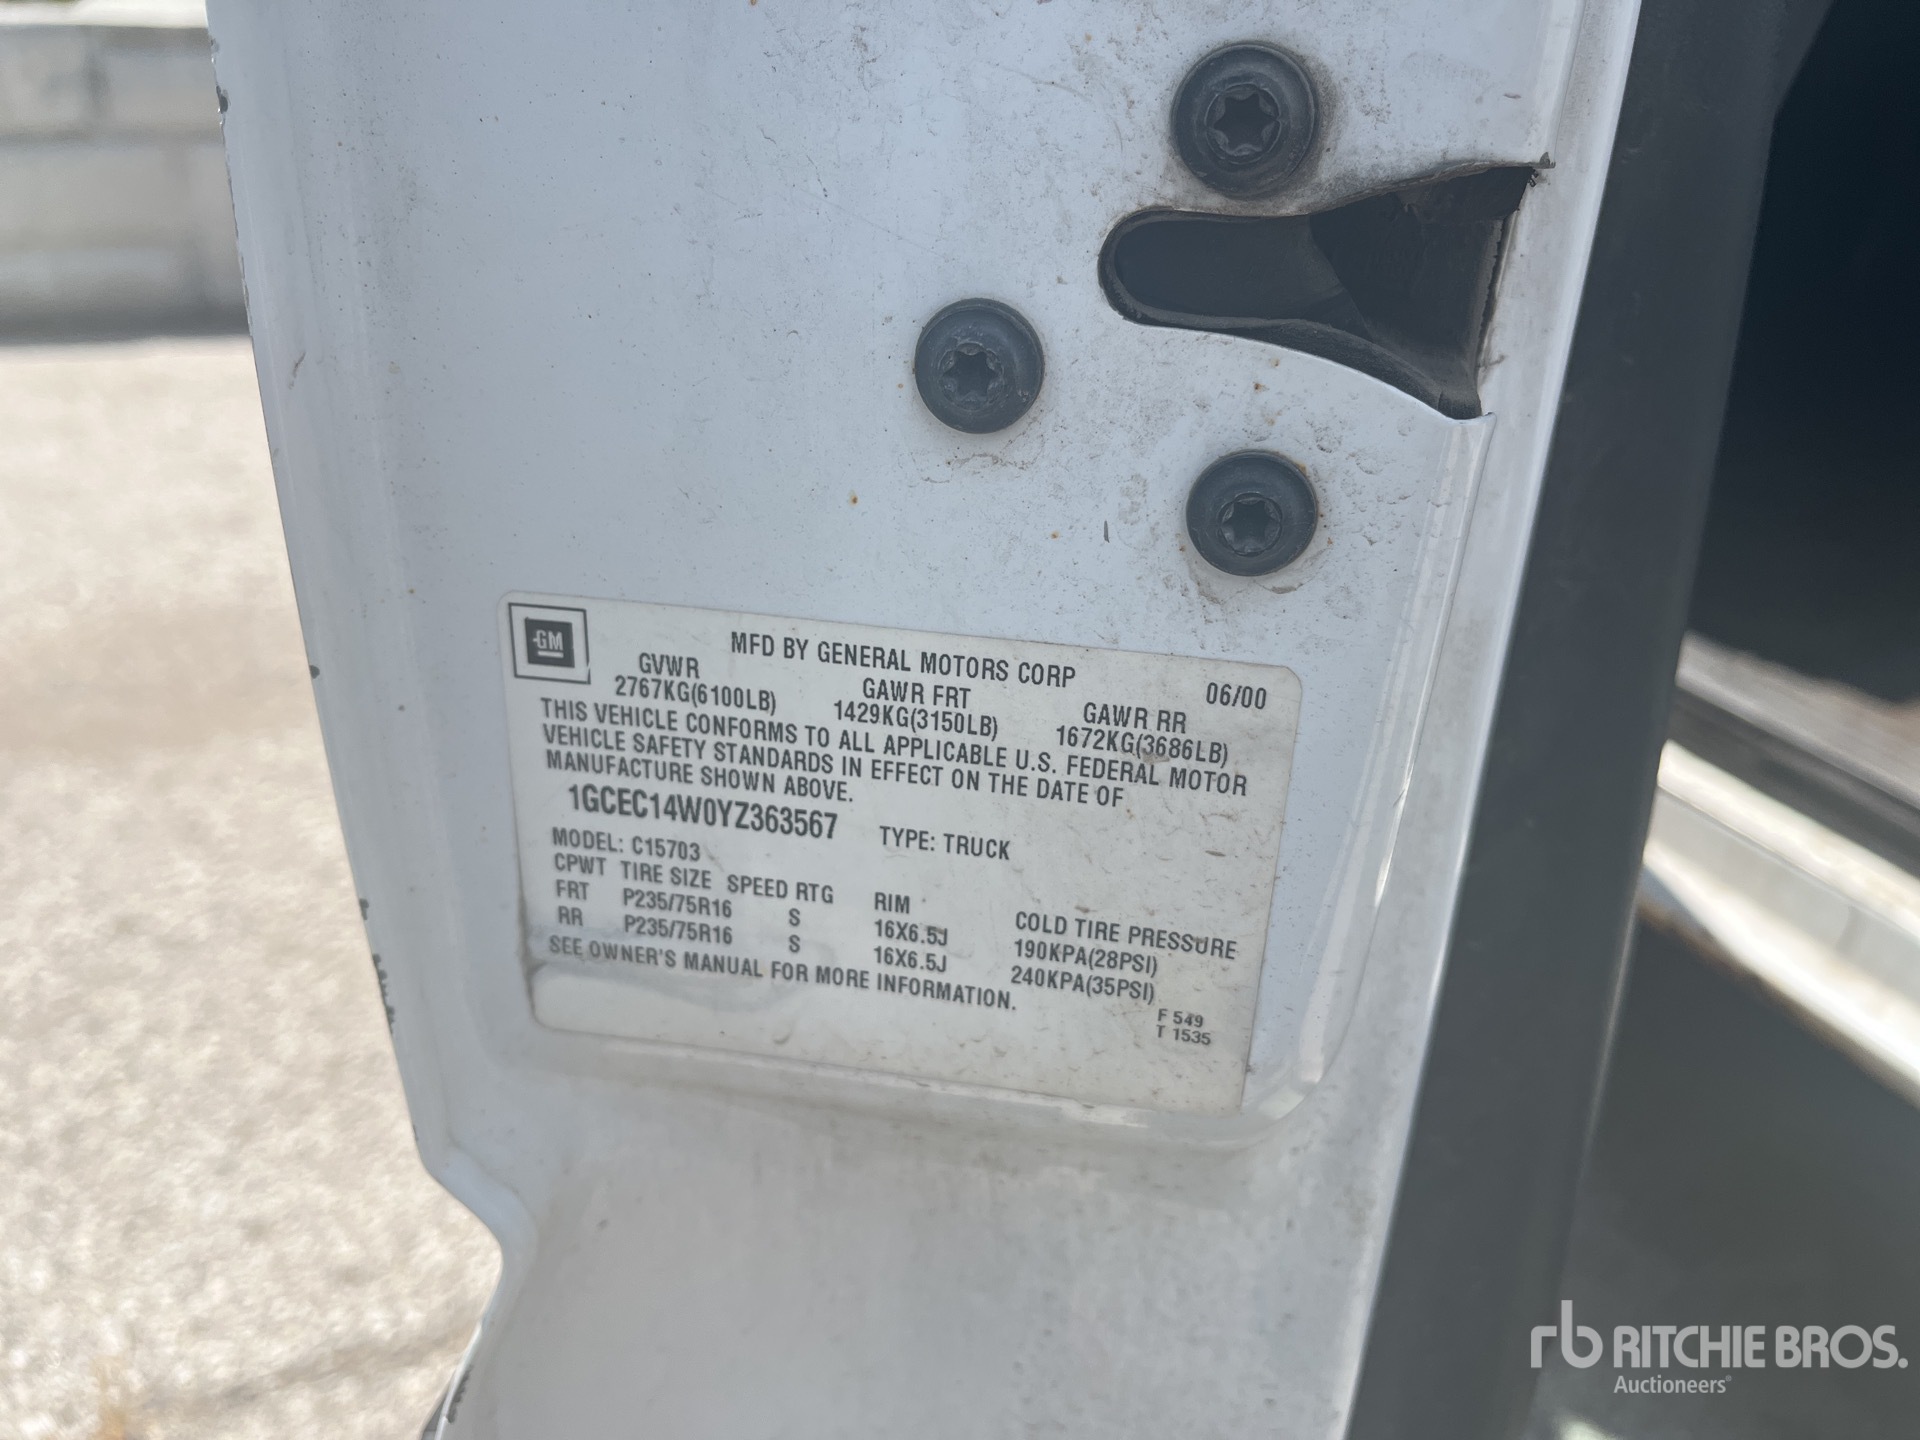 GM
MFD BY GENERAL MOTORS CORP
06/00
GVWR GAWR FRT GAWR RR
2767KG(6100LB) 1429KG(3150LB) 1672KG(3686LB)
THIS VEHICLE CONFORMS TO ALL APPLICABLE U.S. FEDERAL MOTOR
VEHICLE SAFETY STANDARDS IN EFFECT ON THE DATE OF
MANUFACTURE SHOWN ABOVE.
1GCEC14W0YZ363567 TYPE: TRUCK
MODEL: C15703
CPWT TIRE SIZE SPEED RTG RIM COLD TIRE PRESSURE
FRT P235/75R16 S 16X6.5J 190KPA(28PSI)
RR P235/75R16 S 16X6.5J 240KPA(35PSI)
SEE OWNER'S MANUAL FOR MORE INFORMATION.
F 549
T 1535
rb RITCHIE BROS.
Auctioneers